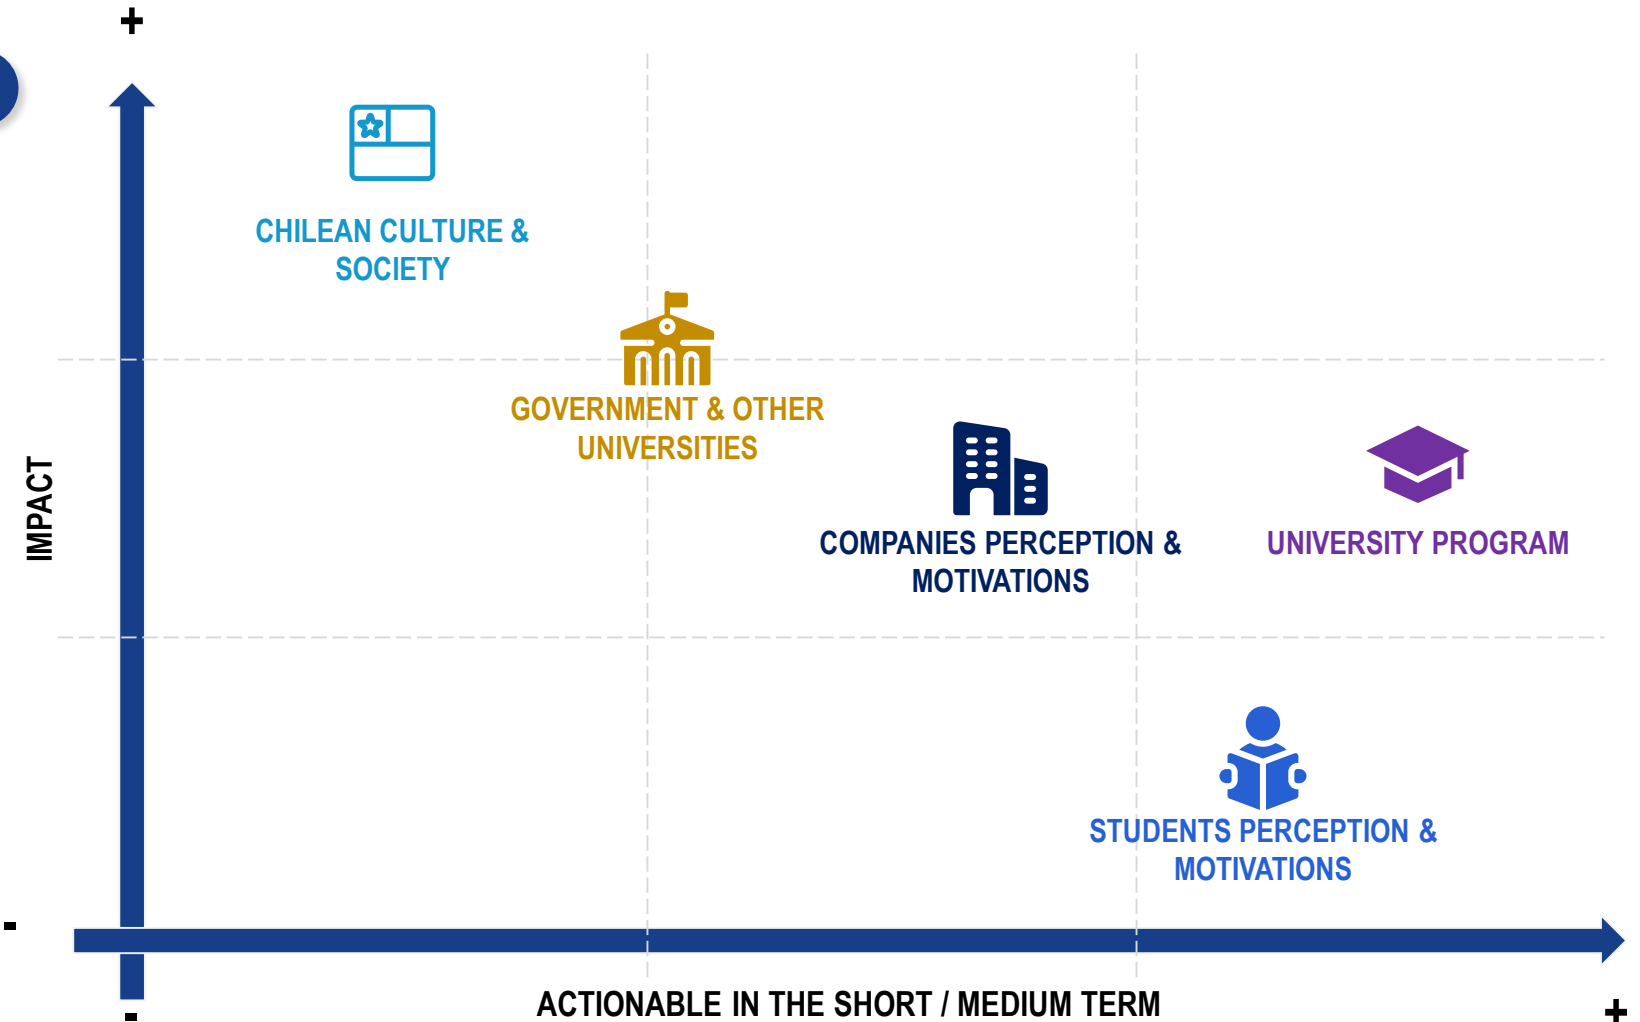 +
CHILEAN CULTURE &
SOCIETY
GOVERNMENT & OTHER
UNIVERSITIES
IMPACT
COMPANIES PERCEPTION &
MOTIVATIONS
UNIVERSITY PROGRAM
STUDENTS PERCEPTION &
MOTIVATIONS
-
ACTIONABLE IN THE SHORT / MEDIUM TERM
-
+